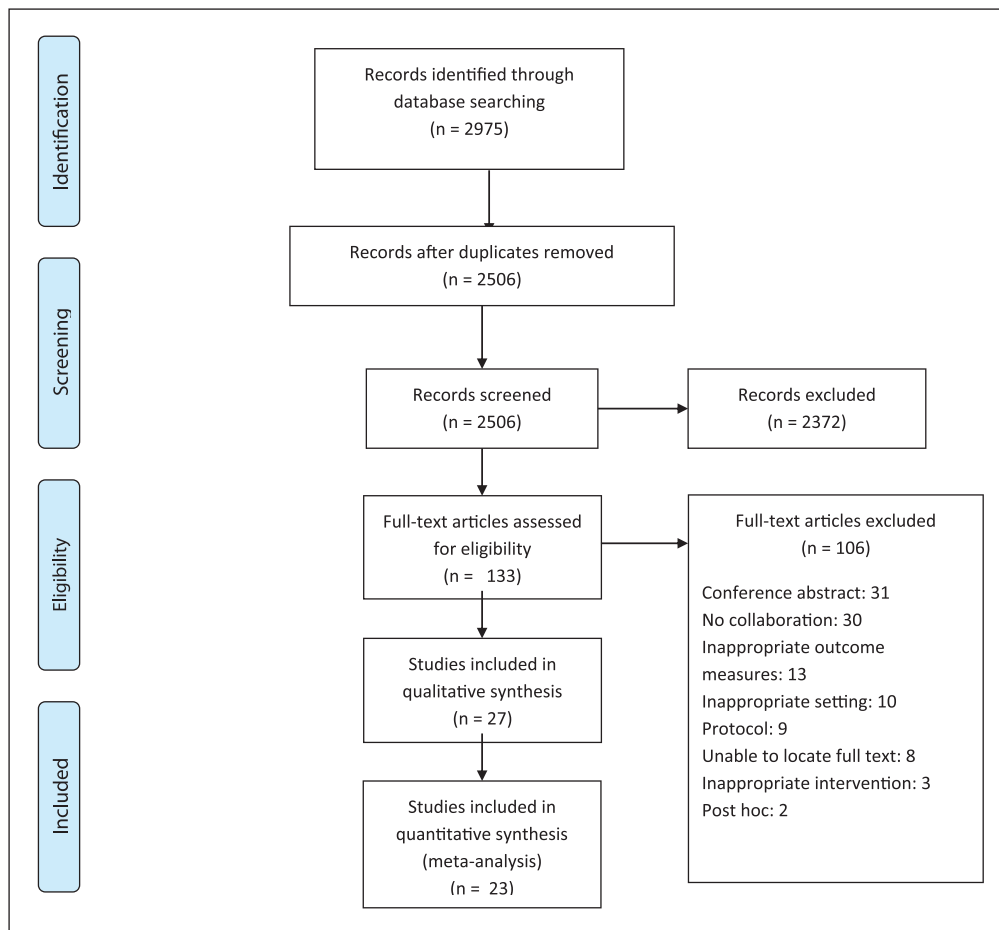 Identification
Records identified through
database searching
(n = 2975)
Records after duplicates removed
(n = 2506)
Screening
Records screened
(n = 2506)
Records excluded
(n = 2372)
Eligibility
Full-text articles assessed
for eligibility
(n = 133)
Full-text articles excluded
(n = 106)
Conference abstract: 31
No collaboration: 30
Inappropriate outcome
measures: 13
Inappropriate setting: 10
Protocol: 9
Unable to locate full text: 8
Inappropriate intervention: 3
Post hoc: 2
Studies included in
qualitative synthesis
(n = 27)
Included
Studies included in
quantitative synthesis
(meta-analysis)
(n = 23)